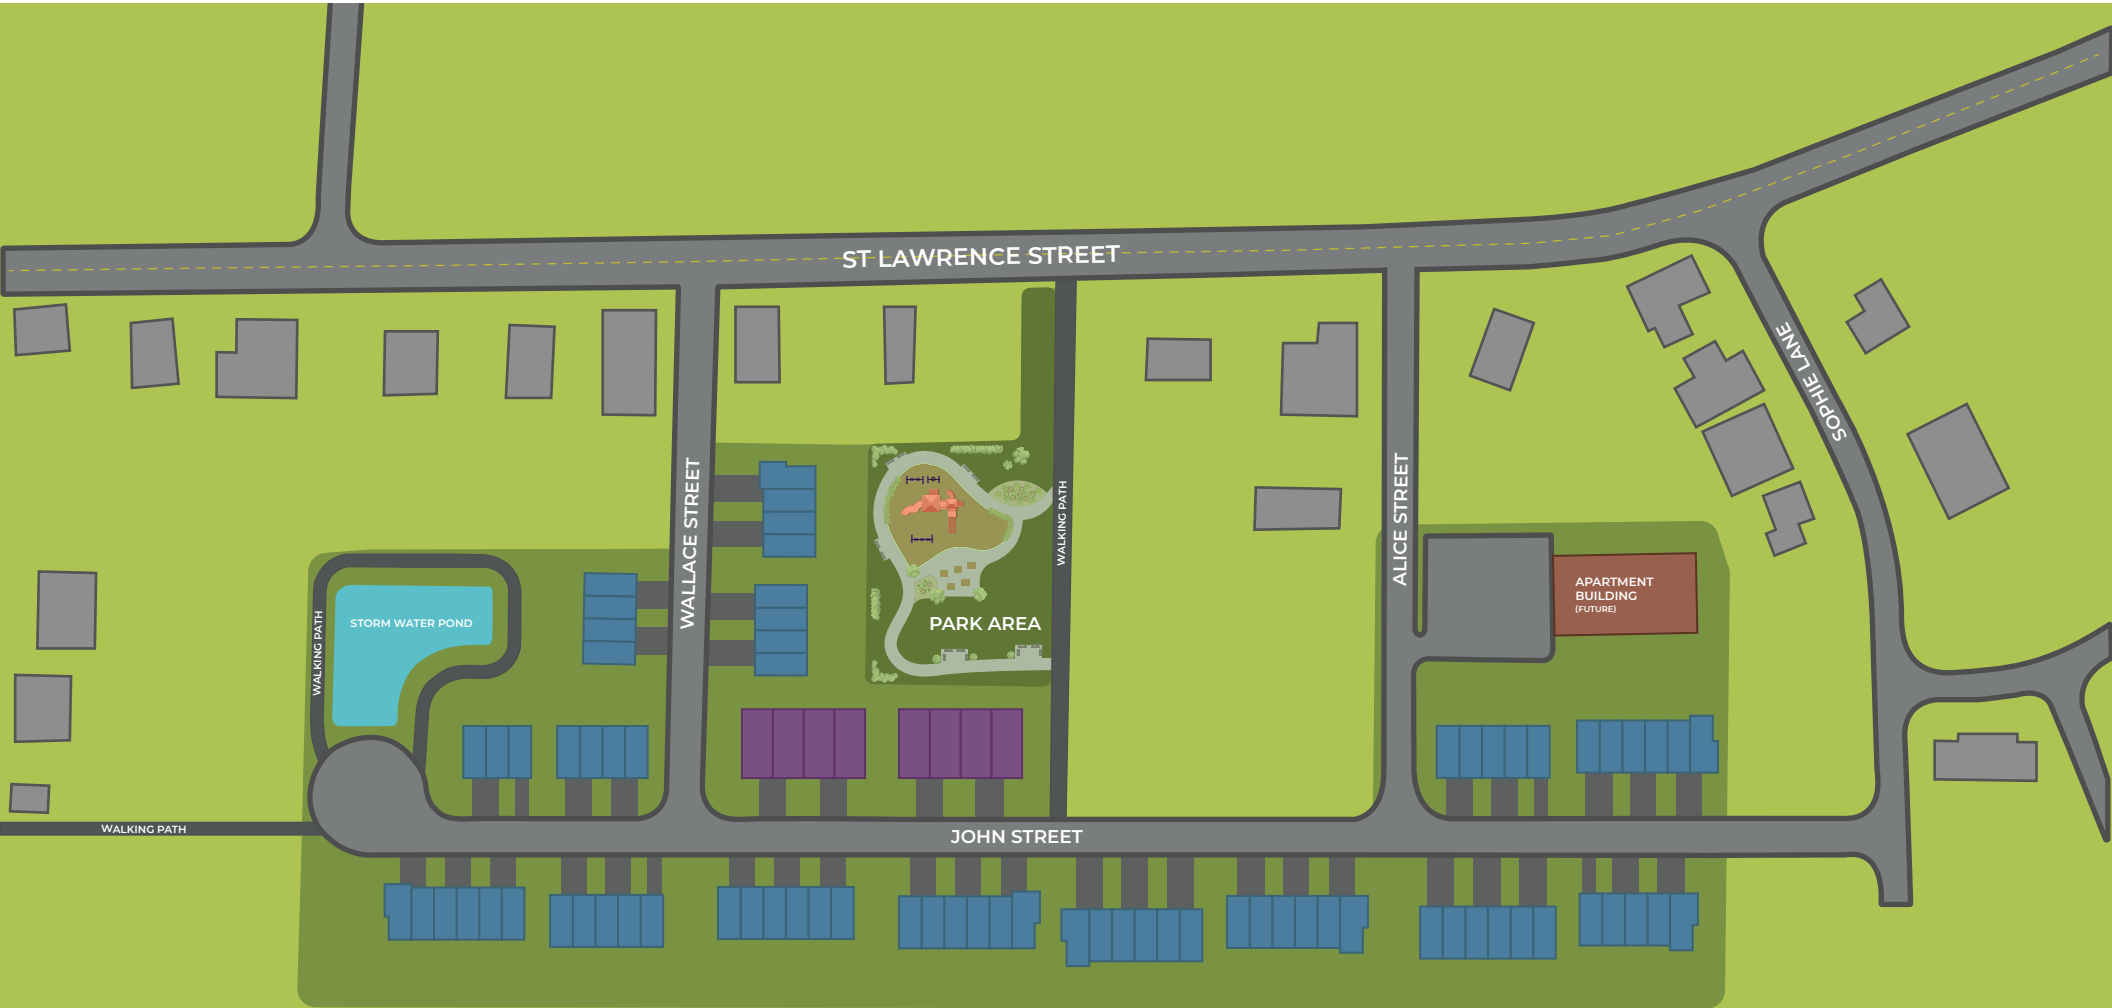 ST LAWRENCE STREET
SOPHIE LANE
WALLACE STREET
WALKING PATH
ALICE STREET
APARTMENT
BUILDING
(FUTURE)
STORM WATER POND
WALKING PATH
PARK AREA
WALKING PATH
JOHN STREET